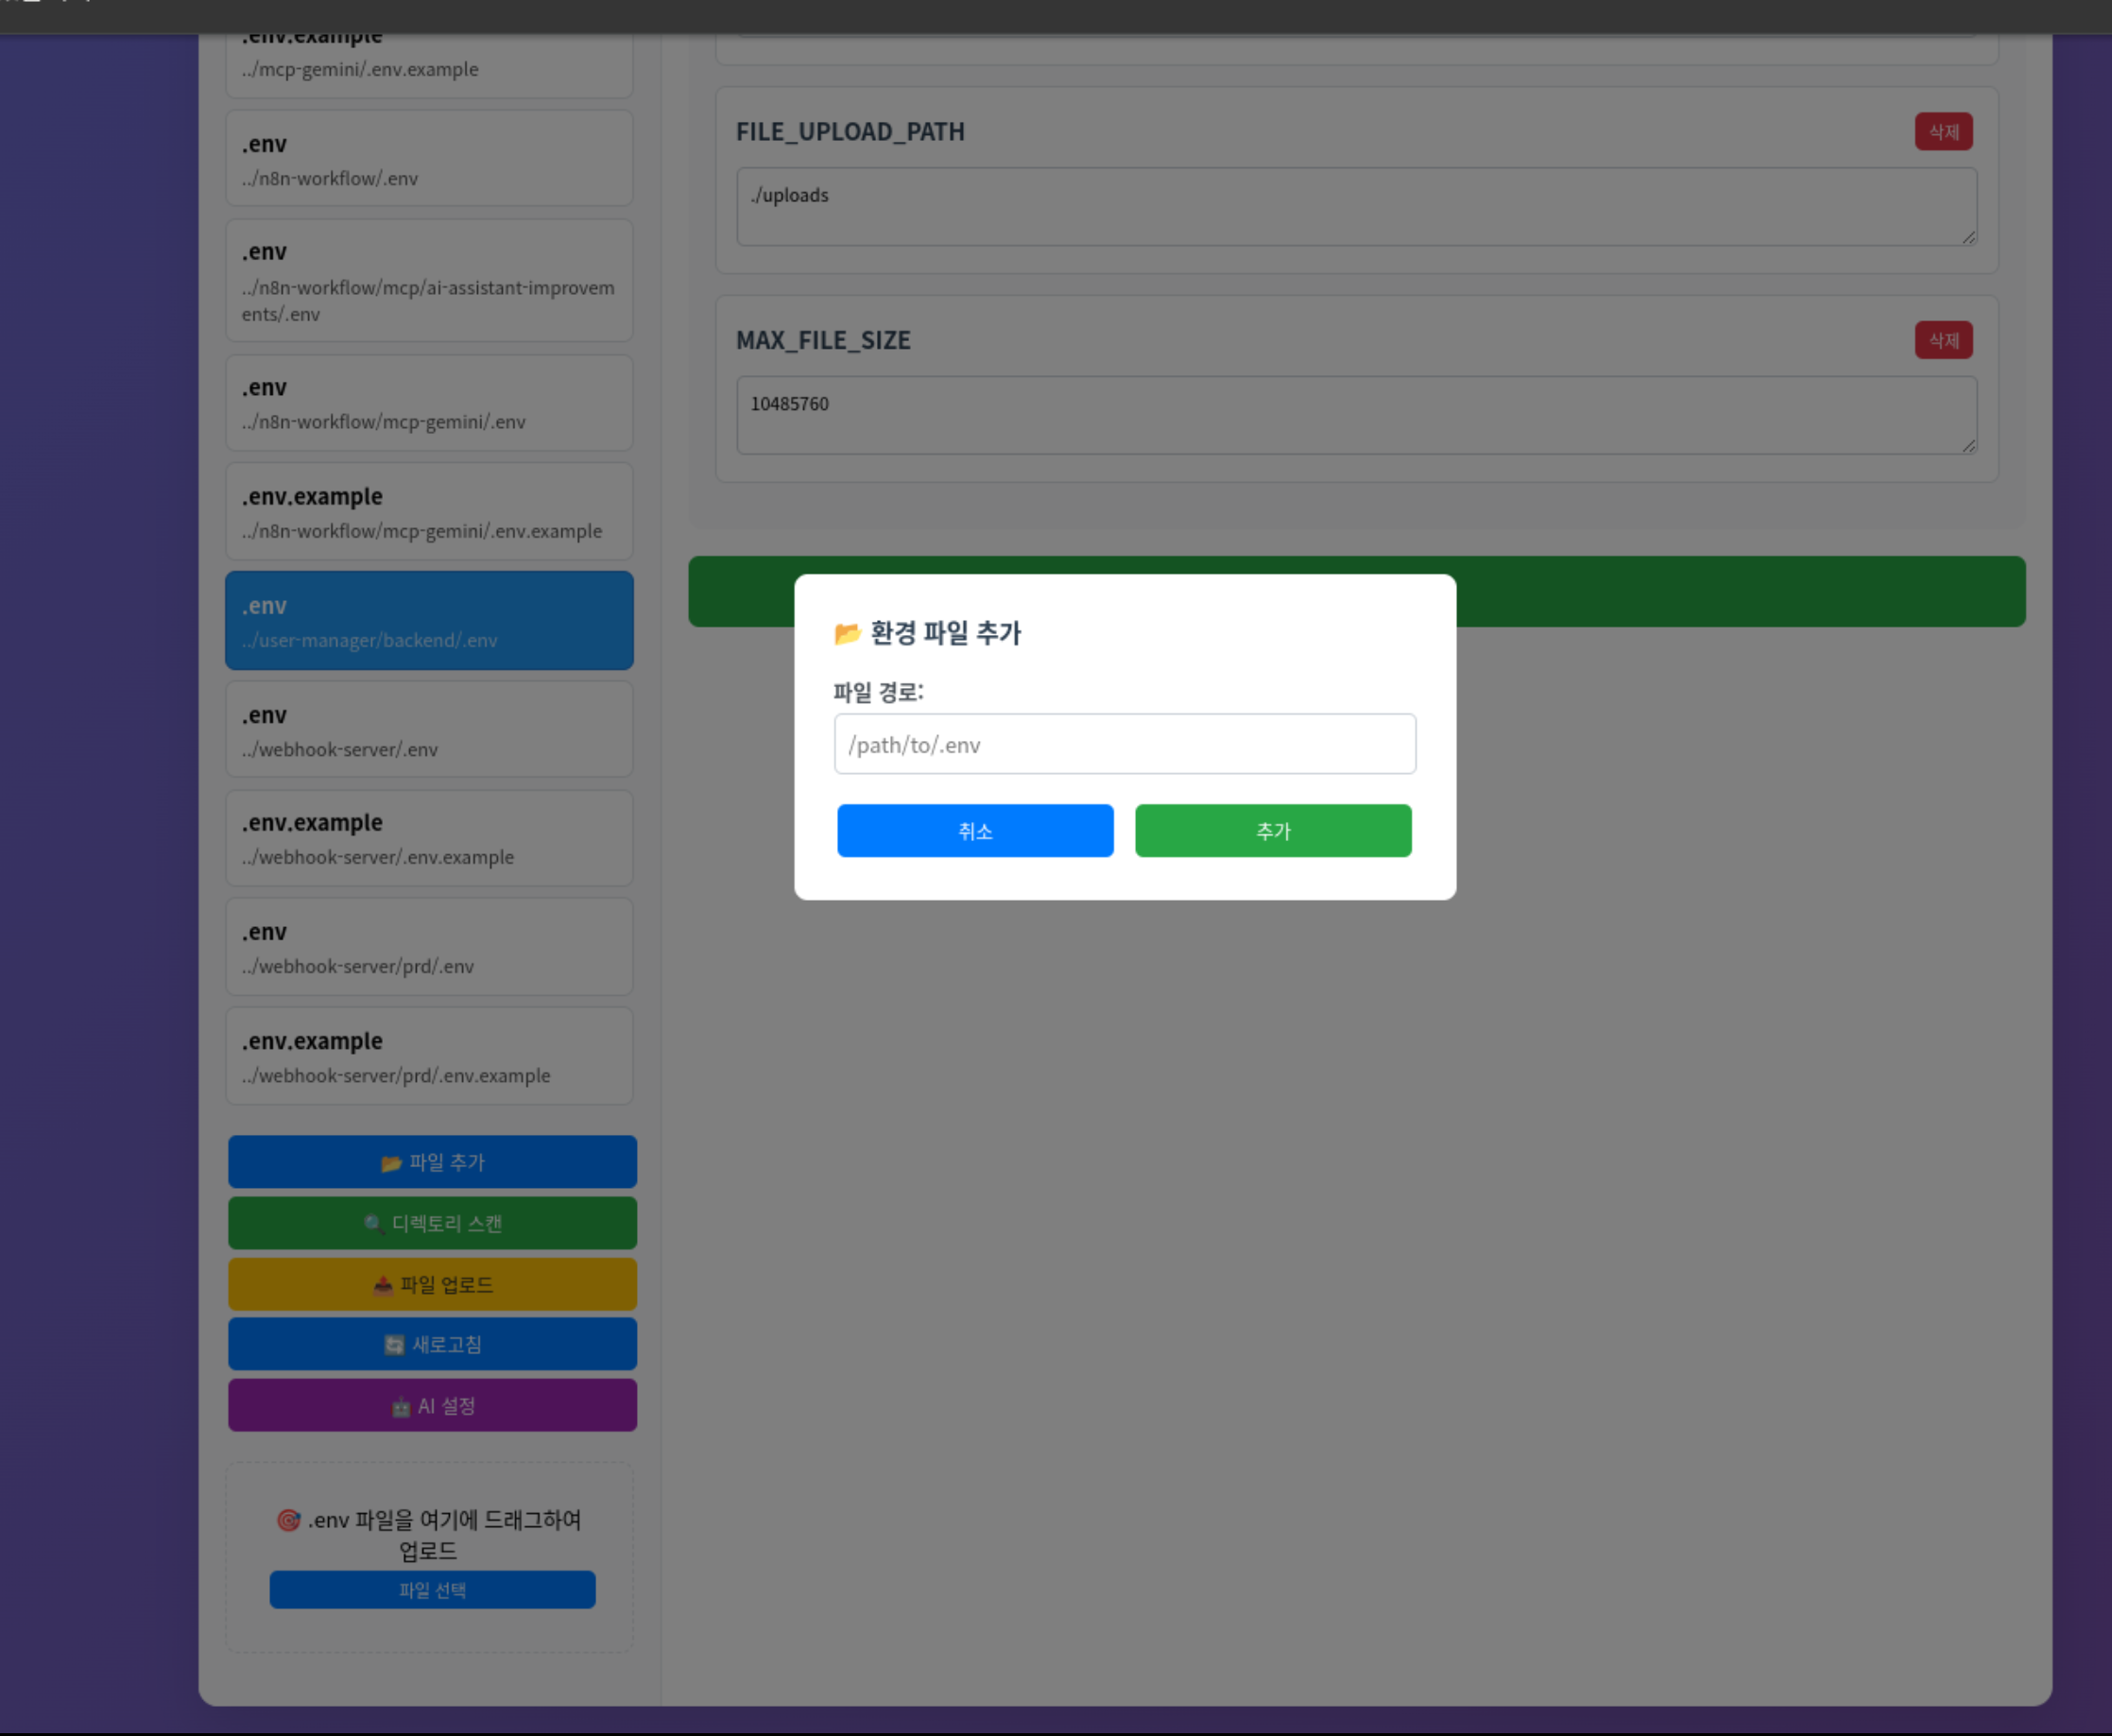 .env.example
../mcp-gemini/.env.example
.env
../n8n-workflow/.env
.env
../n8n-workflow/mcp/ai-assistant-improvem
ents/.env
.env
../n8n-workflow/mcp-gemini/.env
.env.example
../n8n-workflow/mcp-gemini/.env.example
.env
../user-manager/backend/.env
.env
../webhook-server/.env
.env.example
../webhook-server/.env.example
.env
../webhook-server/prd/.env
.env.example
../webhook-server/prd/.env.example
📂 파일 추가
🔍 디렉토리 스캔
📤 파일 업로드
🔄 새로고침
🤖 AI 설정
🎯 .env 파일을 여기에 드래그하여
업로드
파일 선택
FILE_UPLOAD_PATH
삭제
./uploads
MAX_FILE_SIZE
삭제
10485760
📂 환경 파일 추가
파일 경로:
/path/to/.env
취소
추가